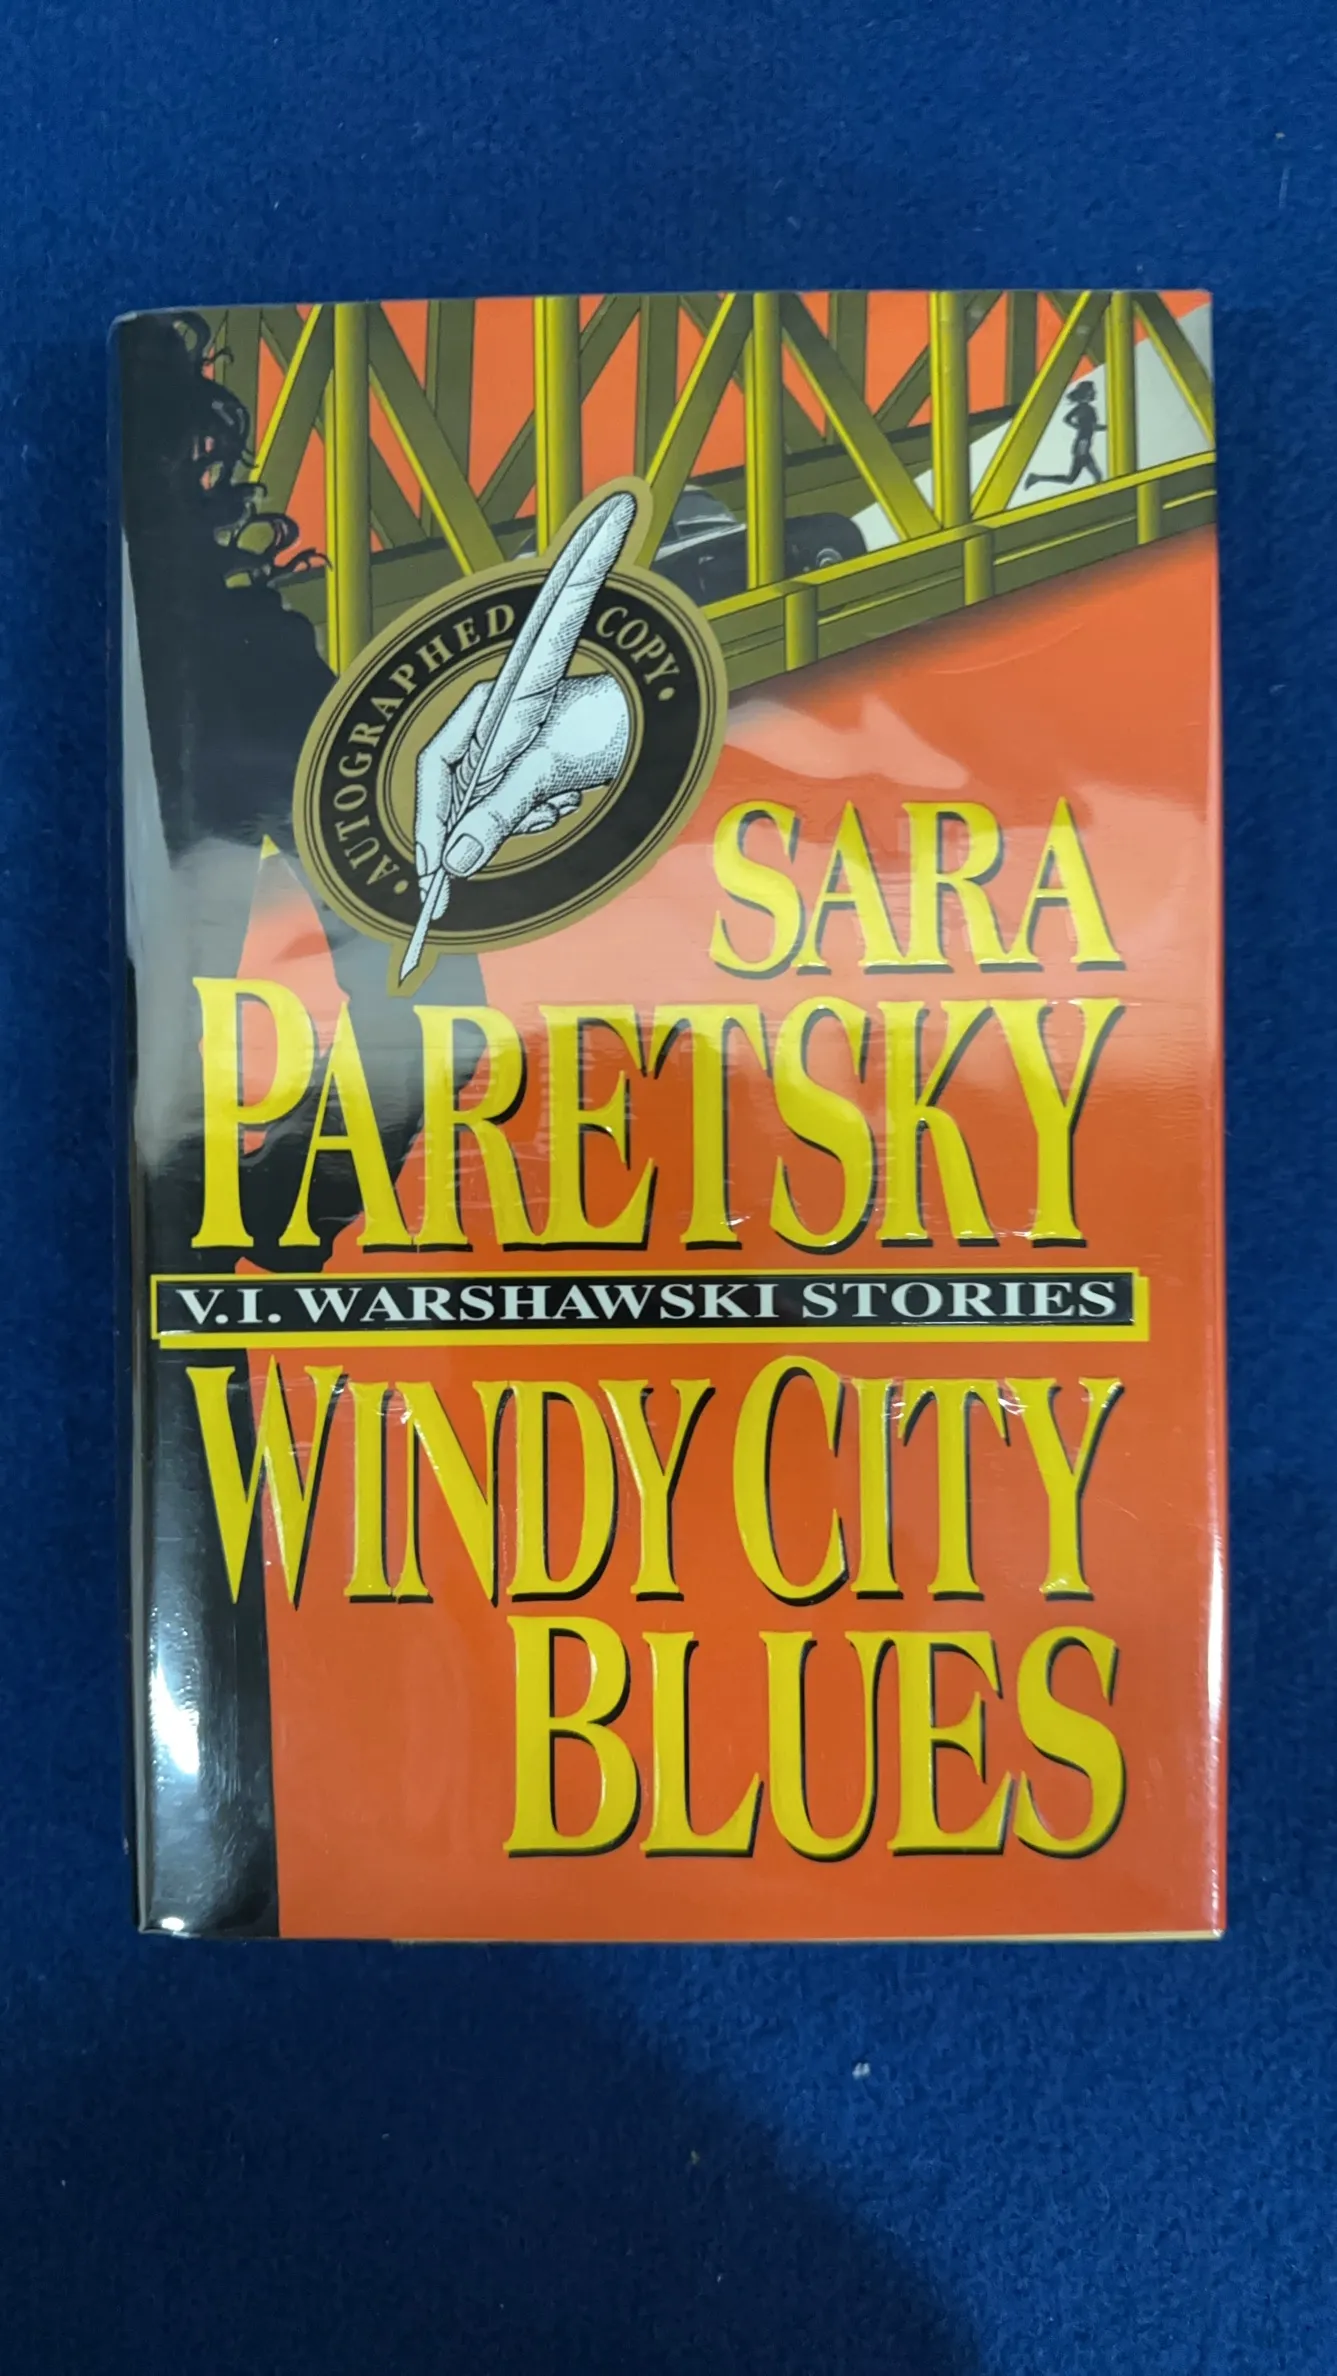 • AUTOGRAPHED COPY •
SARA
PARETSKY
V.I. WARSHAWSKI STORIES
WINDY CITY
BLUES